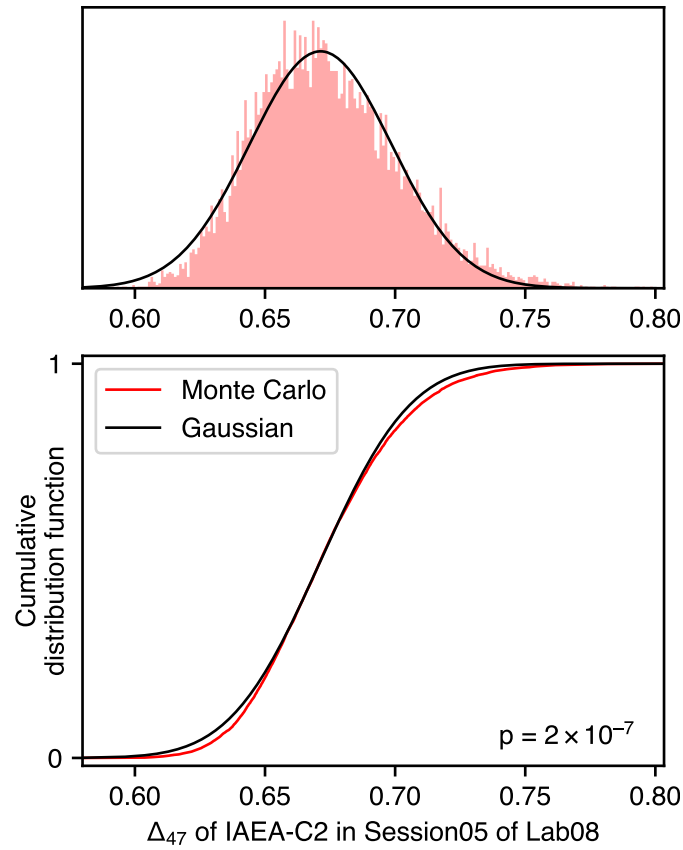 0.60 0.65 0.70 0.75 0.80
1
Monte Carlo
Gaussian
Cumulative
distribution function
p = 2 × 10⁻⁷
0
0.60 0.65 0.70 0.75 0.80
Δ₄₇ of IAEA-C2 in Session05 of Lab08